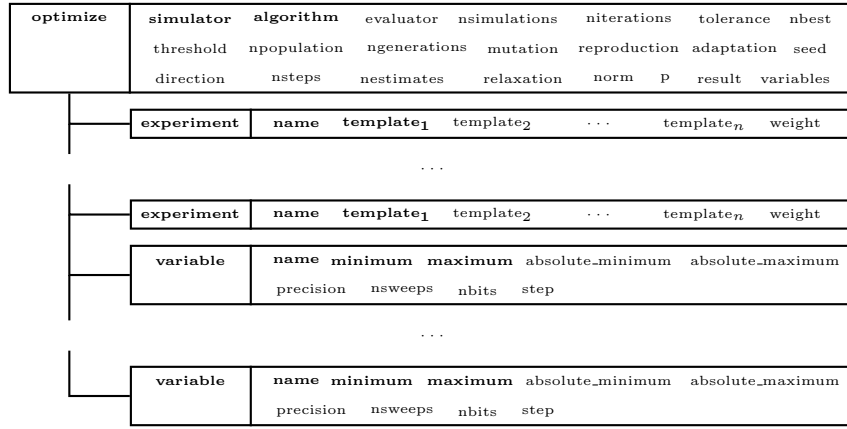 optimize simulator algorithm evaluator nsimulations niterations tolerance nbest
threshold npopulation ngenerations mutation reproduction adaptation seed
direction nsteps nestimates relaxation norm p result variables
experiment name template₁ template₂ ··· templateₙ weight
···
experiment name template₁ template₂ ··· templateₙ weight
variable name minimum maximum absolute_minimum absolute_maximum
precision nsweeps nbits step
···
variable name minimum maximum absolute_minimum absolute_maximum
precision nsweeps nbits step